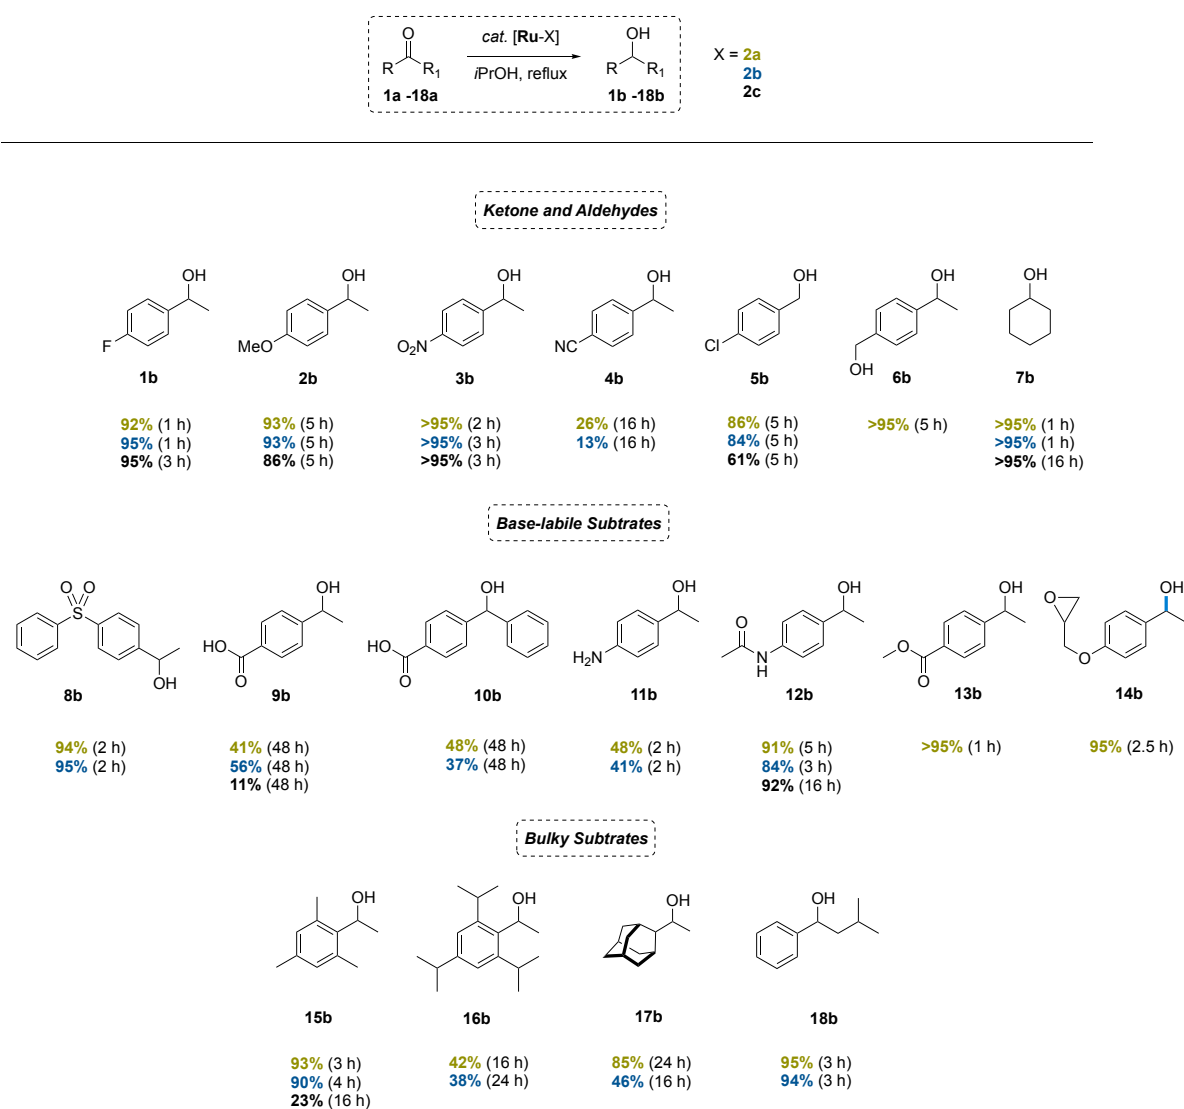 O
OH
cat. [Ru-X]
R R1
iPrOH, reflux
R R1
1a -18a
1b -18b
X = 2a
2b
2c
Ketone and Aldehydes
OH
F
1b
OH
MeO
2b
OH
O2N
3b
OH
NC
4b
OH
Cl
5b
OH
OH
6b
OH
7b
92% (1 h)
95% (1 h)
95% (3 h)
93% (5 h)
93% (5 h)
86% (5 h)
>95% (2 h)
>95% (3 h)
>95% (3 h)
26% (16 h)
13% (16 h)
86% (5 h)
84% (5 h)
61% (5 h)
>95% (5 h)
>95% (1 h)
>95% (1 h)
>95% (16 h)
Base-labile Subtrates
O O
S
OH
8b
OH
HO
O
9b
OH
HO
O
10b
OH
H2N
11b
OH
O
N
H
12b
OH
O
O
13b
OH
O
O
14b
94% (2 h)
95% (2 h)
41% (48 h)
56% (48 h)
11% (48 h)
48% (48 h)
37% (48 h)
48% (2 h)
41% (2 h)
91% (5 h)
84% (3 h)
92% (16 h)
>95% (1 h)
95% (2.5 h)
Bulky Subtrates
OH
15b
OH
16b
OH
17b
OH
18b
93% (3 h)
90% (4 h)
23% (16 h)
42% (16 h)
38% (24 h)
85% (24 h)
46% (16 h)
95% (3 h)
94% (3 h)